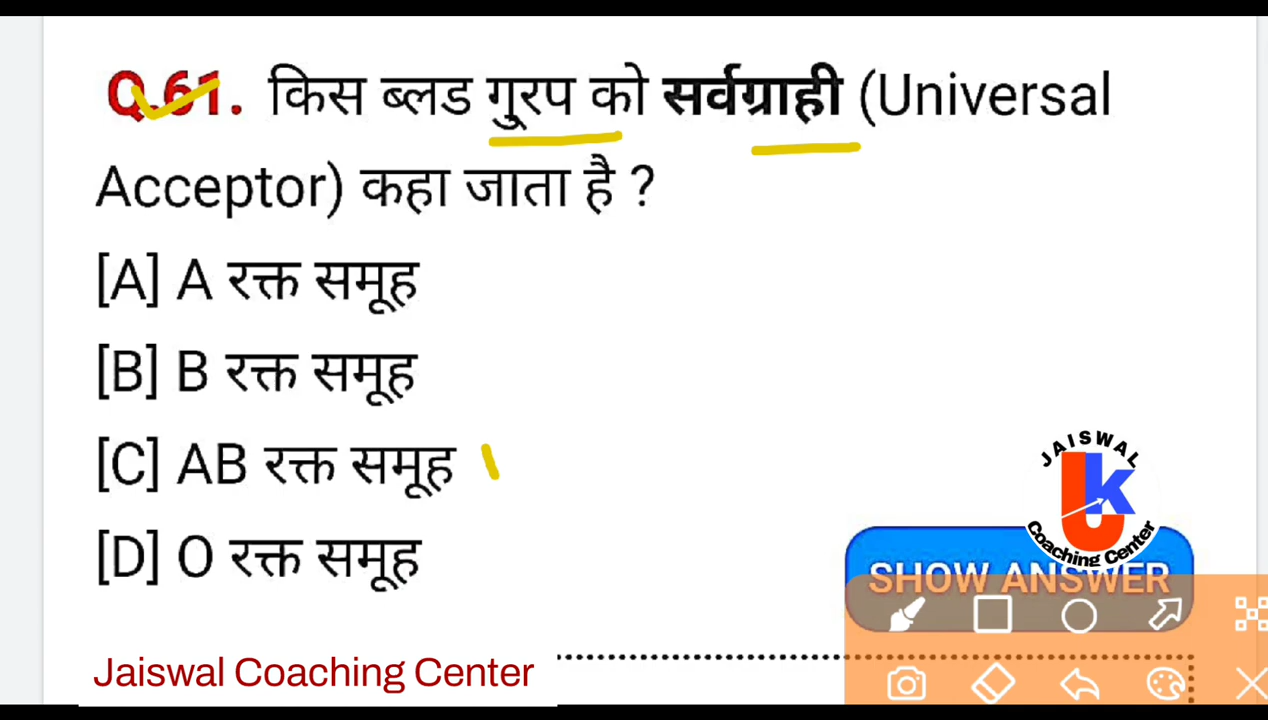 Q.61. किस ब्लड गुरप को सर्वग्राही (Universal
Acceptor) कहा जाता है ?
[A] A रक्त समूह
[B] B रक्त समूह
[C] AB रक्त समूह
[D] O रक्त समूह
JAISWAL
Uk
Coaching Center
SHOW ANSWER
Jaiswal Coaching Center